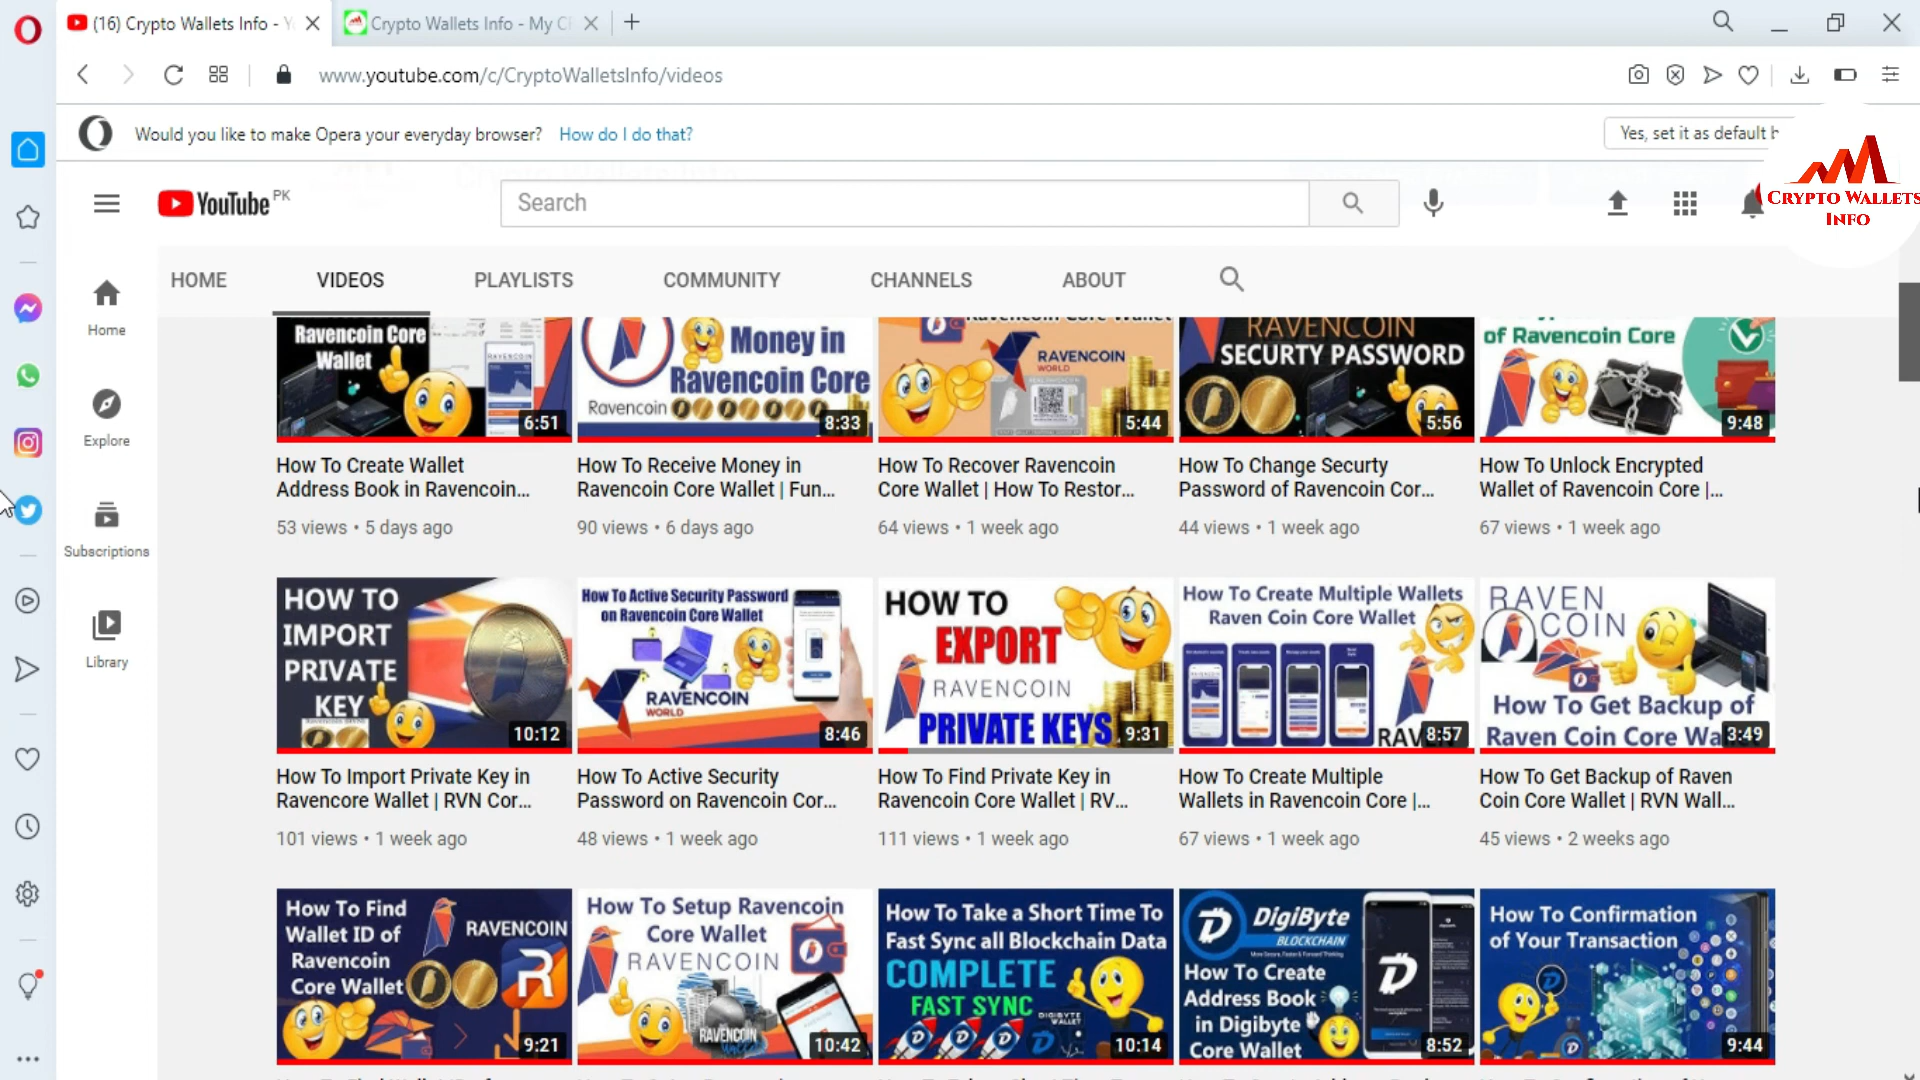 (16) Crypto Wallets Info - Y
Crypto Wallets Info - My C
www.youtube.com/c/CryptoWalletsInfo/videos
Would you like to make Opera your everyday browser? How do I do that?
Yes, set it as default b
CRYPTO WALLETS
INFO
YouTube PK
Search
HOME
VIDEOS
PLAYLISTS
COMMUNITY
CHANNELS
ABOUT
Home
Explore
Subscriptions
Library
Ravencoin Core
Wallet
RAVENCOIN
6:51
Money in
Ravencoin Core
Ravencoin
8:33
Ravencoin Core Wallet
RAVENCOIN
WORLD
5:44
RAVENCOIN
SECURTY PASSWORD
5:56
of Ravencoin Core
9:48
How To Create Wallet
Address Book in Ravencoin...
53 views • 5 days ago
How To Receive Money in
Ravencoin Core Wallet | Fun...
90 views • 6 days ago
How To Recover Ravencoin
Core Wallet | How To Restor...
64 views • 1 week ago
How To Change Securty
Password of Ravencoin Cor...
44 views • 1 week ago
How To Unlock Encrypted
Wallet of Ravencoin Core |...
67 views • 1 week ago
HOW TO
IMPORT
PRIVATE
KEY
10:12
How To Active Security Password
on Ravencoin Core Wallet
RAVENCOIN
WORLD
8:46
HOW TO
EXPORT
RAVENCOIN
PRIVATE KEYS
9:31
How To Create Multiple Wallets
Raven Coin Core Wallet
RAV
8:57
RAVEN
COIN
How To Get Backup of
Raven Coin Core Wa
3:49
How To Import Private Key in
Ravencore Wallet | RVN Cor...
101 views • 1 week ago
How To Active Security
Password on Ravencoin Cor...
48 views • 1 week ago
How To Find Private Key in
Ravencoin Core Wallet | RV...
111 views • 1 week ago
How To Create Multiple
Wallets in Ravencoin Core |...
67 views • 1 week ago
How To Get Backup of Raven
Coin Core Wallet | RVN Wall...
45 views • 2 weeks ago
How To Find
Wallet ID of
Ravencoin
Core Wallet
RAVENCOIN
9:21
How To Setup Ravencoin
Core Wallet
RAVENCOIN
RAVENCOIN
10:42
How To Take a Short Time To
Fast Sync all Blockchain Data
COMPLETE
FAST SYNC
DIGIBYTE
WALLET
10:14
DigiByte
BLOCKCHAIN
How To Create
Address Book
in Digibyte
Core Wallet
8:52
How To Confirmation
of Your Transaction
9:44